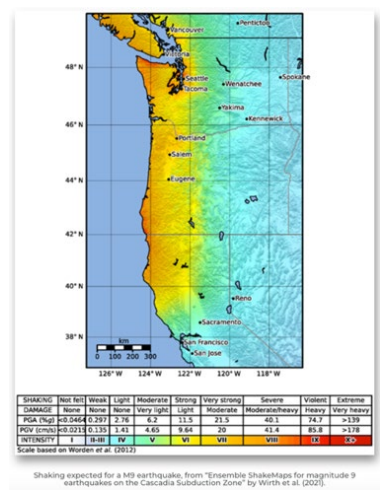 Vancouver
Penticton
Victoria
48°N
Seattle
Spokane
Tacoma
Wenatchee
Yakima
46°N
Kennewick
Portland
Salem
44°N
Eugene
42°N
40°N
Reno
Sacramento
km
38°N
San Francisco
0 100 200 300
San Jose
126°W 124°W 122°W 120°W 118°W
SHAKING Not felt Weak Light Moderate Strong Very strong Severe Violent Extreme
DAMAGE None None None Very light Light Moderate Moderate/heavy Heavy Very heavy
PGA (%g) <0.0464 0.297 2.76 6.2 11.5 21.5 40.1 74.7 >139
PGV (cm/s) <0.0215 0.135 1.41 4.65 9.64 20 41.4 85.8 >178
INTENSITY I II-III IV V VI VII VIII IX X+
Scale based on Worden et al. (2012)
Shaking expected for a M9 earthquake, from "Ensemble ShakeMaps for magnitude 9
earthquakes on the Cascadia Subduction Zone" by Wirth et al. (2021).